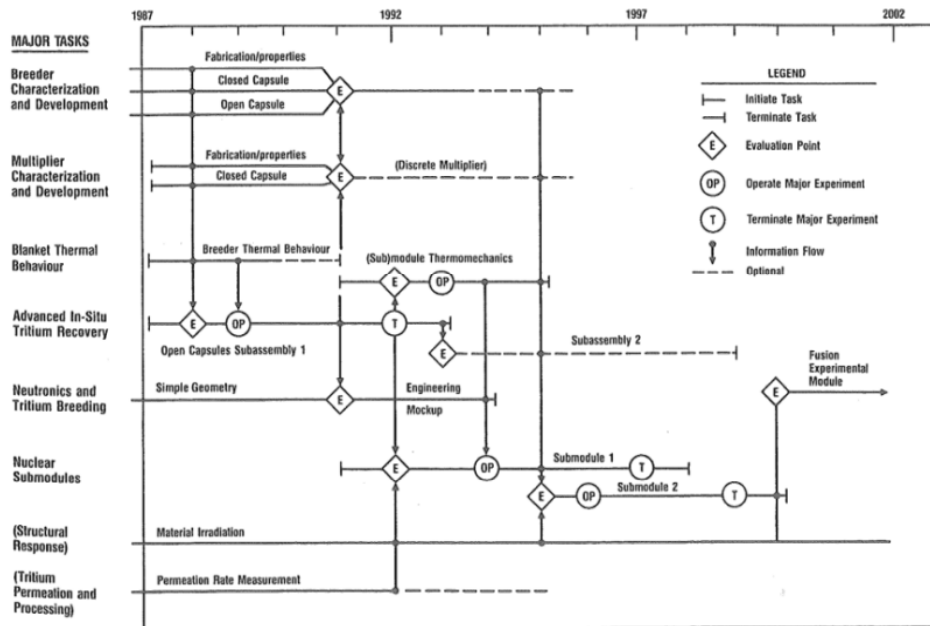 1987 1992 1997 2002
MAJOR TASKS
Breeder
Characterization
and Development
Fabrication/properties
Closed Capsule
Open Capsule
E
Multiplier
Characterization
and Development
Fabrication/properties
Closed Capsule
E
(Discrete Multiplier)
Blanket Thermal
Behaviour
Breeder Thermal Behaviour
(Sub)module Thermomechanics
E
OP
Advanced In-Situ
Tritium Recovery
E
OP
T
Open Capsules Subassembly 1
E
Subassembly 2
Neutronics and
Tritium Breeding
Simple Geometry
E
Engineering
Mockup
Fusion
Experimental
Module
E
Nuclear
Submodules
E
OP
Submodule 1
T
E
OP
Submodule 2
T
(Structural
Response)
Material Irradiation
(Tritium
Permeation and
Processing)
Permeation Rate Measurement
LEGEND
Initiate Task
Terminate Task
E Evaluation Point
OP Operate Major Experiment
T Terminate Major Experiment
Information Flow
Optional